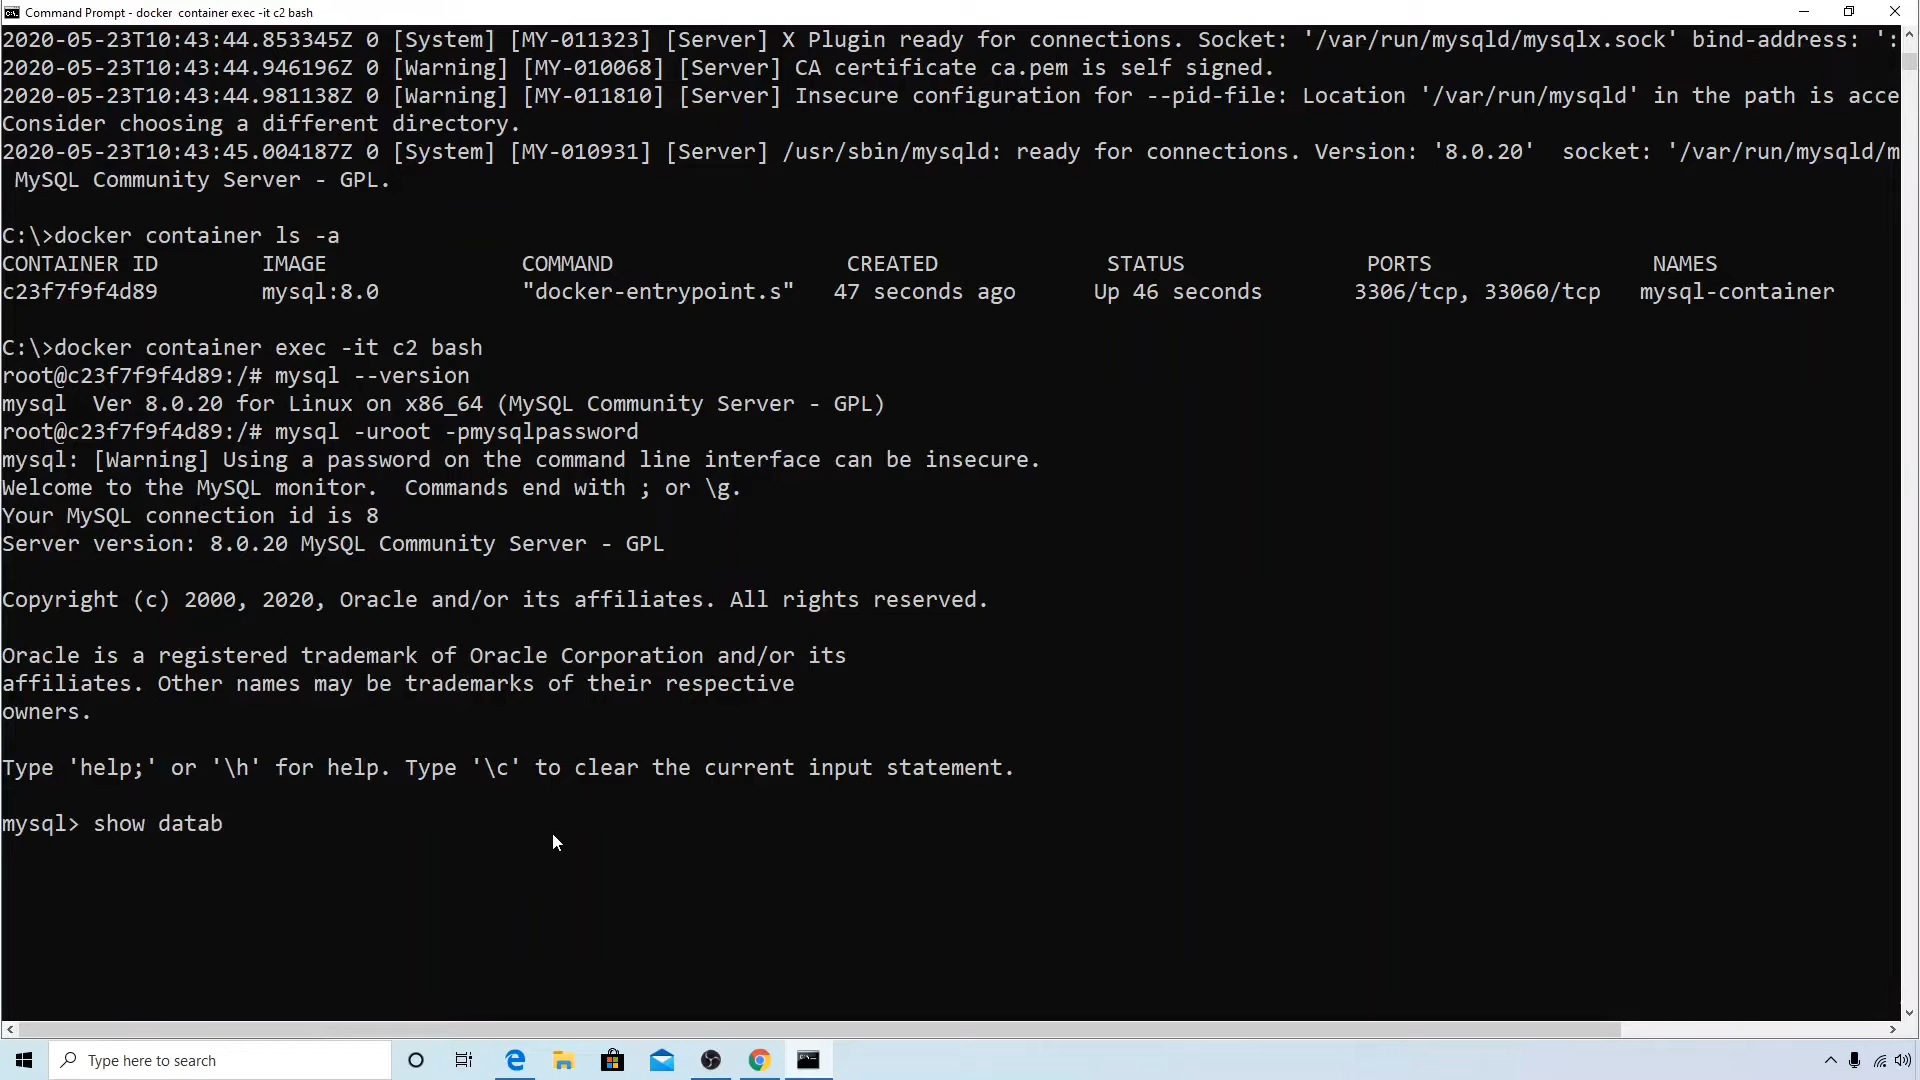 Command Prompt - docker  container exec -it c2 bash
2020-05-23T10:43:44.853345Z 0 [System] [MY-011323] [Server] X Plugin ready for connections. Socket: '/var/run/mysqld/mysqlx.sock' bind-address: ':
2020-05-23T10:43:44.946196Z 0 [Warning] [MY-010068] [Server] CA certificate ca.pem is self signed.
2020-05-23T10:43:44.981138Z 0 [Warning] [MY-011810] [Server] Insecure configuration for --pid-file: Location '/var/run/mysqld' in the path is acce
Consider choosing a different directory.
2020-05-23T10:43:45.004187Z 0 [System] [MY-010931] [Server] /usr/sbin/mysqld: ready for connections. Version: '8.0.20'  socket: '/var/run/mysqld/m
MySQL Community Server - GPL.
C:\>docker container ls -a
CONTAINER ID        IMAGE               COMMAND                  CREATED             STATUS              PORTS                 NAMES
c23f7f9f4d89        mysql:8.0           "docker-entrypoint.s"   47 seconds ago      Up 46 seconds       3306/tcp, 33060/tcp   mysql-container
C:\>docker container exec -it c2 bash
root@c23f7f9f4d89:/# mysql --version
mysql  Ver 8.0.20 for Linux on x86_64 (MySQL Community Server - GPL)
root@c23f7f9f4d89:/# mysql -uroot -pmysqlpassword
mysql: [Warning] Using a password on the command line interface can be insecure.
Welcome to the MySQL monitor.  Commands end with ; or \g.
Your MySQL connection id is 8
Server version: 8.0.20 MySQL Community Server - GPL
Copyright (c) 2000, 2020, Oracle and/or its affiliates. All rights reserved.
Oracle is a registered trademark of Oracle Corporation and/or its
affiliates. Other names may be trademarks of their respective
owners.
Type 'help;' or '\h' for help. Type '\c' to clear the current input statement.
mysql> show datab
Type here to search